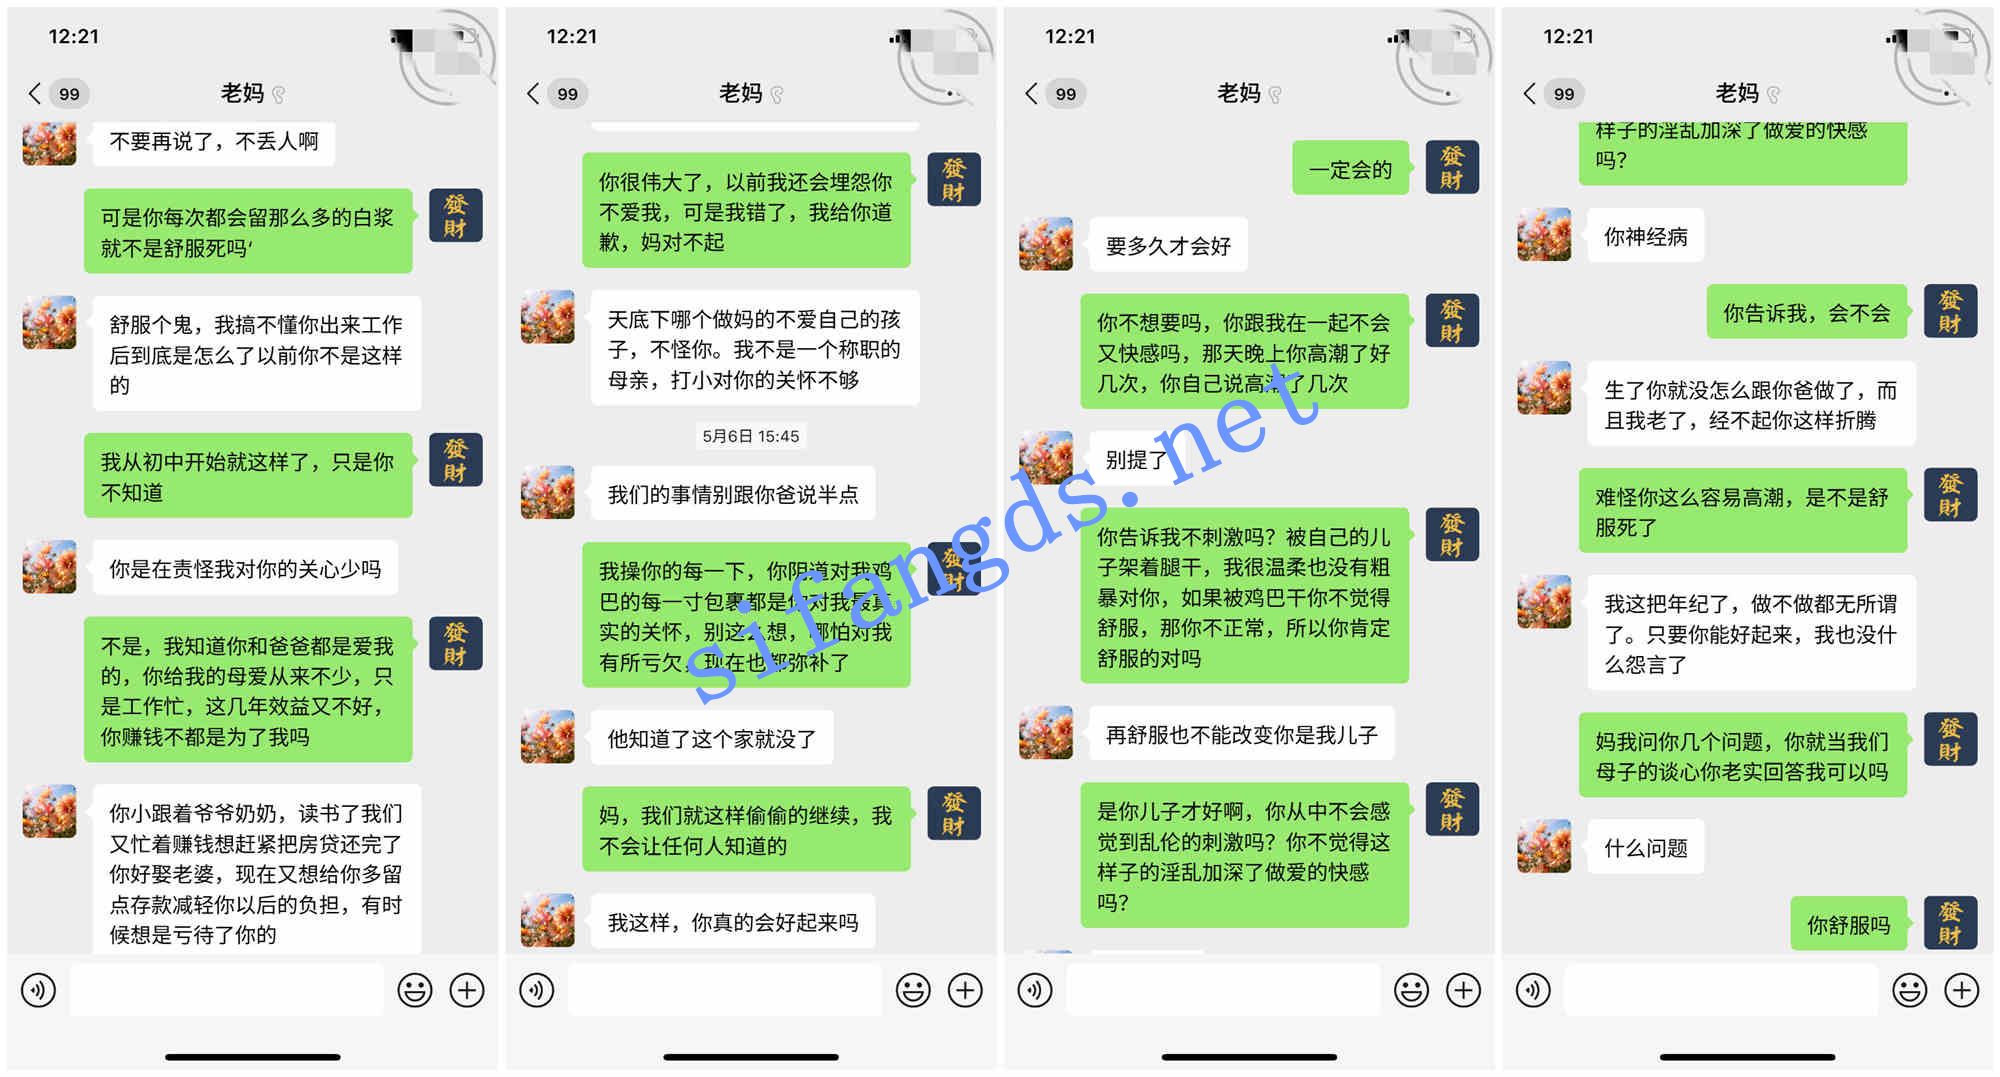 12:21
99
老妈
不要再说了，不丢人啊
可是你每次都会留那么多的白浆
就不是舒服死吗‘
舒服个鬼，我搞不懂你出来工作
后到底是怎么了以前你不是这样
的
我从初中开始就这样了，只是你
不知道
你是在责怪我对你的关心少吗
不是，我知道你和爸爸都是爱我
的，你给我的母爱从来不少，只
是工作忙，这几年效益又不好，
你赚钱不都是为了我吗
你小跟着爷爷奶奶，读书了我们
又忙着赚钱想赶紧把房贷还完了
你好娶老婆，现在又想给你多留
点存款减轻你以后的负担，有时
候想是亏待了你的
12:21
99
老妈
你很伟大了，以前我还会埋怨你
不爱我，可是我错了，我给你道
歉，妈对不起
天底下哪个做妈的不爱自己的孩
子，不怪你。我不是一个称职的
母亲，打小对你的关怀不够
5月6日 15:45
我们的事情别跟你爸说半点
我操你的每一下，你阴道对我鸡
巴的每一寸包裹都是你对我最真
实的关怀，别这么想，哪怕对我
有所亏欠，现在也都弥补了
他知道了这个家就没了
妈，我们就这样偷偷的继续，我
不会让任何人知道的
我这样，你真的会好起来吗
12:21
99
老妈
一定会的
要多久才会好
你不想要吗，你跟我在一起不会
又快感吗，那天晚上你高潮了好
几次，你自己说高潮了几次
别提了
你告诉我不刺激吗？被自己的儿
子架着腿干，我很温柔也没有粗
暴对你，如果被鸡巴干你不觉得
舒服，那你不正常，所以你肯定
舒服的对吗
再舒服也不能改变你是我儿子
是你儿子才好啊，你从中不会感
觉到乱伦的刺激吗？你不觉得这
样子的淫乱加深了做爱的快感
吗？
12:21
99
老妈
样子的淫乱加深了做爱的快感
吗？
你神经病
你告诉我，会不会
生了你就没怎么跟你爸做了，而
且我老了，经不起你这样折腾
难怪你这么容易高潮，是不是舒
服死了
我这把年纪了，做不做都无所谓
了。只要你能好起来，我也没什
么怨言了
妈我问你几个问题，你就当我们
母子的谈心你老实回答我可以吗
什么问题
你舒服吗
發財
sifangds.net